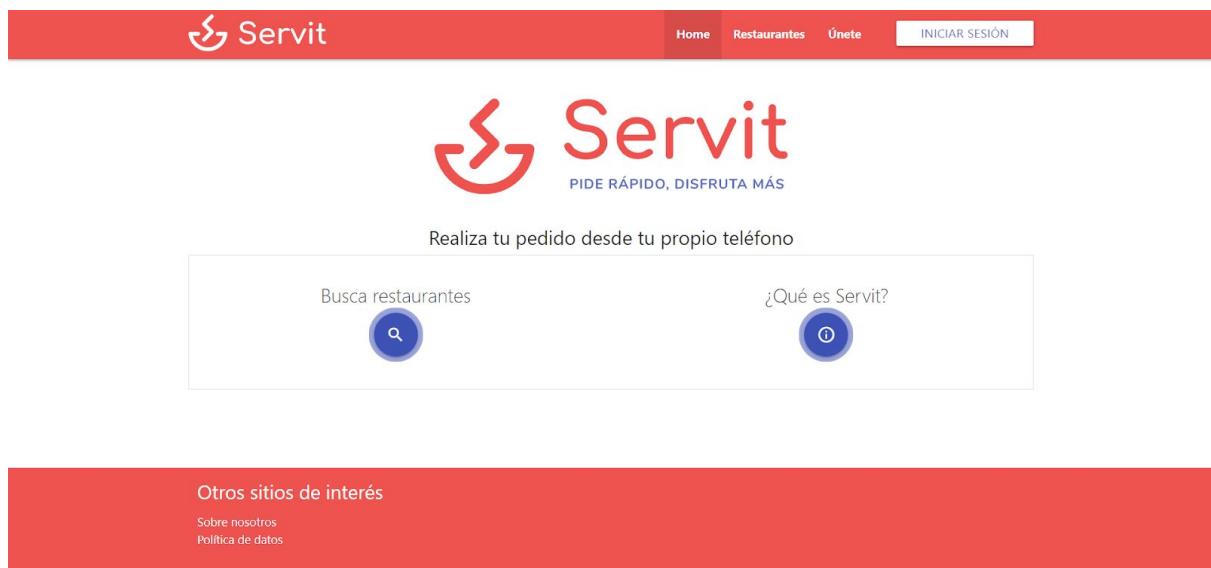 Servit
Home Restaurantes Únete INICIAR SESIÓN
Servit
PIDE RÁPIDO, DISFRUTA MÁS
Realiza tu pedido desde tu propio teléfono
Busca restaurantes
¿Qué es Servit?
Otros sitios de interés
Sobre nosotros
Política de datos